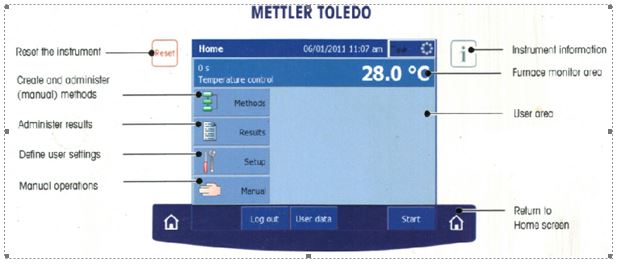 METTLER TOLEDO
Reset the instrument
Reset
Home 06/01/2011 11:07 am Task
i
Instrument information
0 s
Temperature control
28.0 °C
Furnace monitor area
Create and administer
(manual) methods
Methods
User area
Administer results
Results
Define user settings
Setup
Manual operations
Manual
Log out User data Start
Return to
Home screen